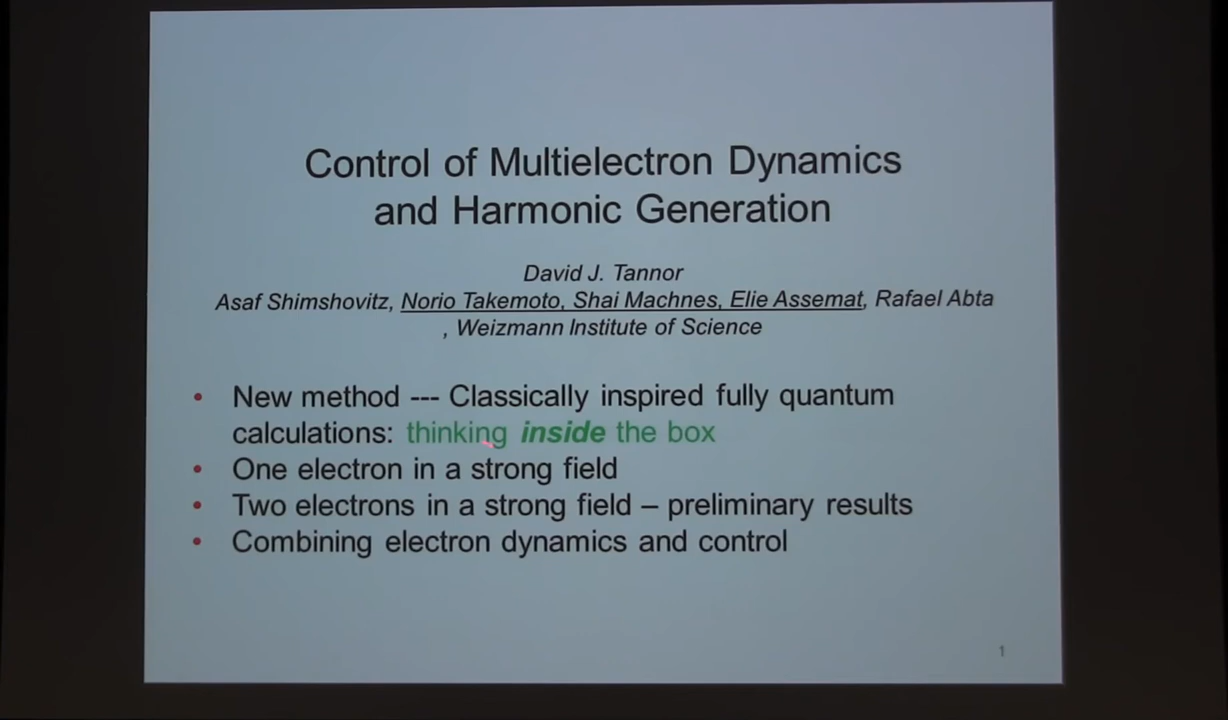 Control of Multielectron Dynamics
and Harmonic Generation
David J. Tannor
Asaf Shimshovitz, Norio Takemoto, Shai Machnes, Elie Assemat, Rafael Abta
, Weizmann Institute of Science
• New method --- Classically inspired fully quantum
calculations: thinking inside the box
• One electron in a strong field
• Two electrons in a strong field – preliminary results
• Combining electron dynamics and control
1